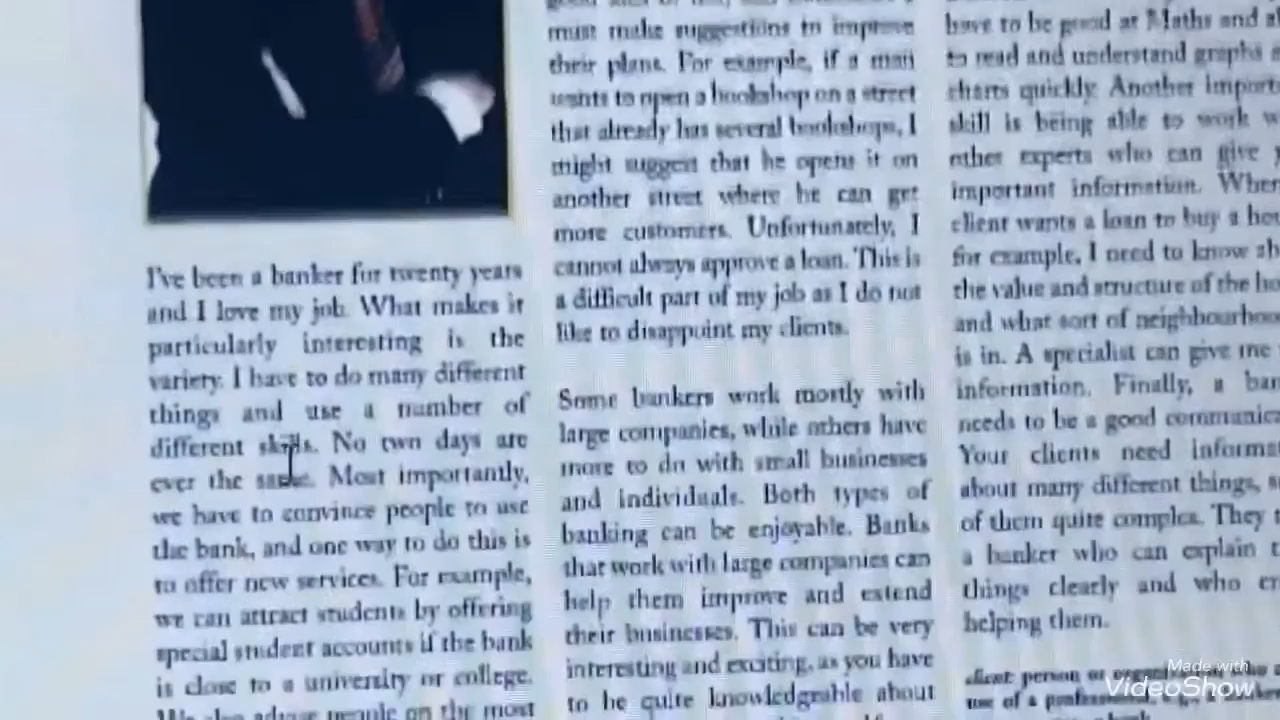 I've been a banker for twenty years
and I love my job. What makes it
particularly interesting is the
variety. I have to do many different
things and use a number of
different skills. No two days are
ever the same. Most importantly,
we have to convince people to use
the bank, and one way to do this is
to offer new services. For example,
we can attract students by offering
special student accounts if the bank
is close to a university or college.
We also advise people on the most
must make suggestions to improve
their plans. For example, if a man
wants to open a bookshop on a street
that already has several bookshops, I
might suggest that he opens it on
another street where he can get
more customers. Unfortunately, I
cannot always approve a loan. This is
a difficult part of my job as I do not
like to disappoint my clients.
Some bankers work mostly with
large companies, while others have
more to do with small businesses
and individuals. Both types of
banking can be enjoyable. Banks
that work with large companies can
help them improve and extend
their businesses. This can be very
interesting and exciting, as you have
to be quite knowledgeable about
have to be good at Maths and
to read and understand graphs
charts quickly. Another import
skill is being able to work
other experts who can give
important information. When
client wants a loan to buy a
for example, I need to know
the value and structure of the
and what sort of neighbourhoo
is in. A specialist can give me
information. Finally, a
needs to be a good communica
Your clients need informa
about many different things,
of them quite complex. They
a banker who can explain
things clearly and who
helping them.
client: person or
use of a
Made with
VideoShow